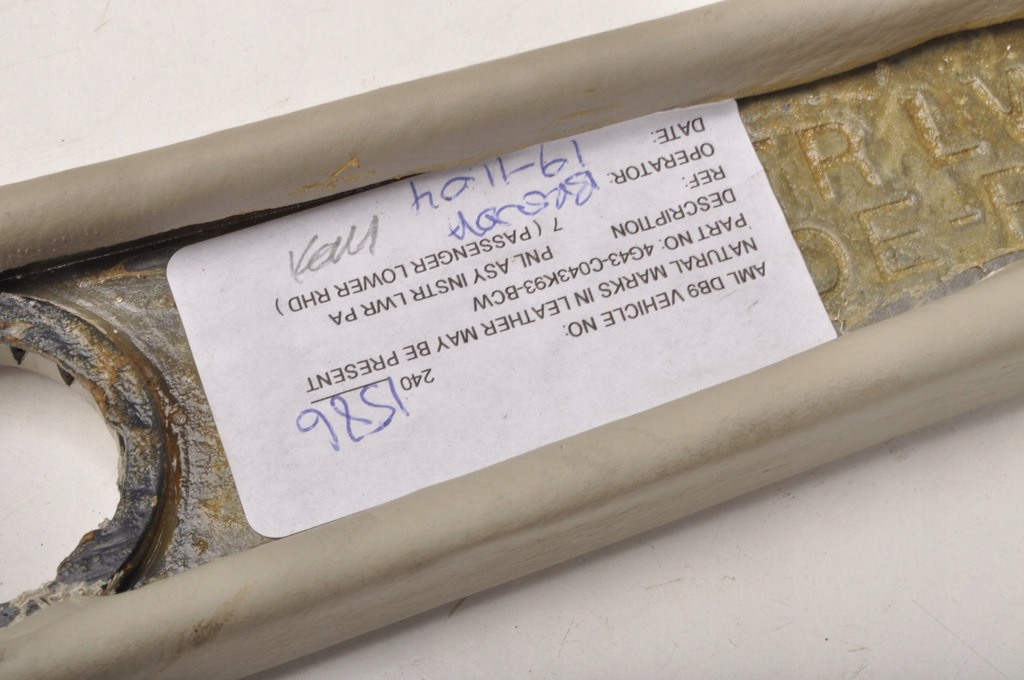 AML DB9 VEHICLE NO: 240 1586
NATURAL MARKS IN LEATHER MAY BE PRESENT
PART NO: 4G43-C043K93-BCW
DESCRIPTION PNL ASY INSTR LWR PA
REF: 7 ( PASSENGER LOWER RHD )
OPERATOR:
DATE: 19-11-04